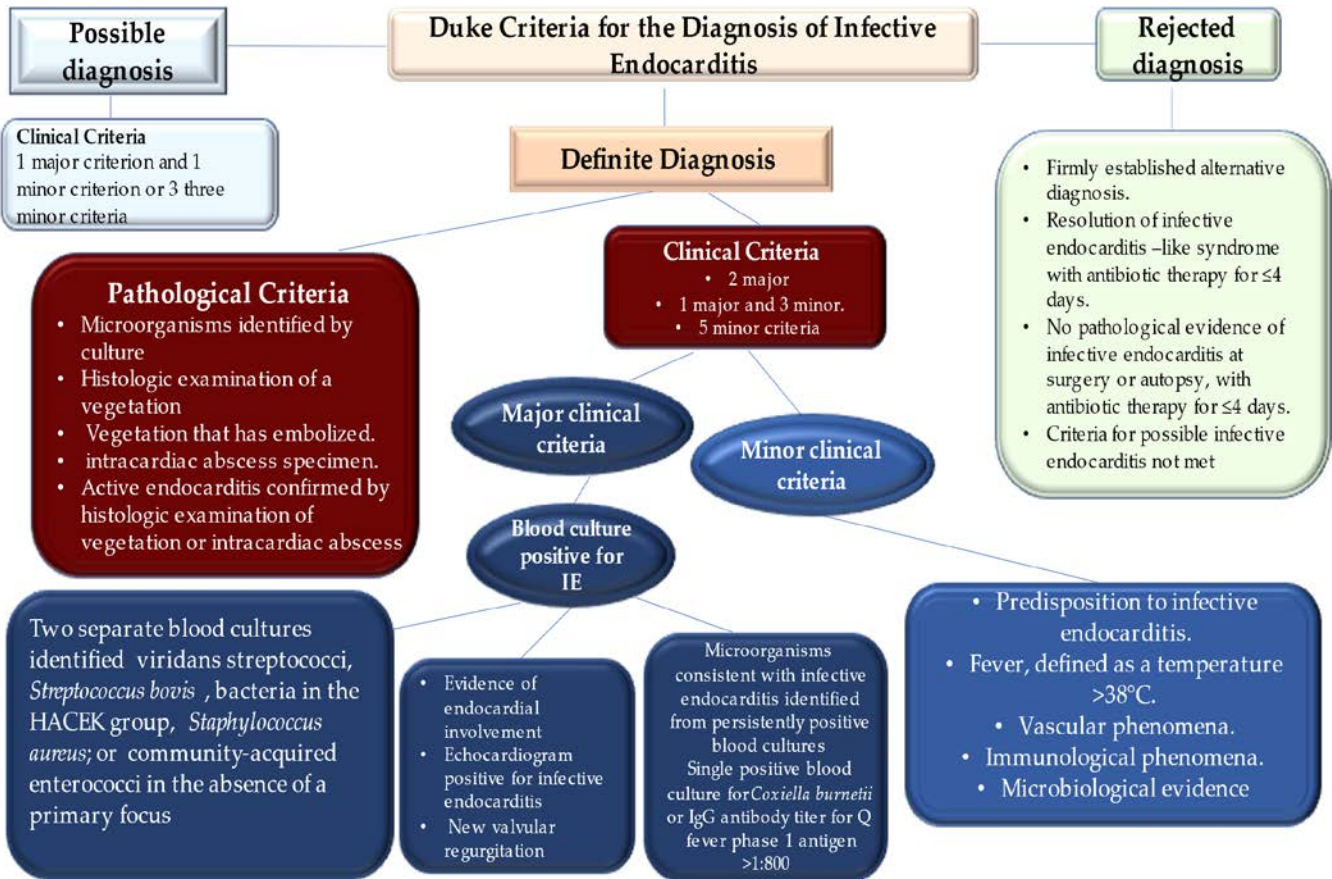 Possible
diagnosis
Duke Criteria for the Diagnosis of Infective
Endocarditis
Rejected
diagnosis
Clinical Criteria
1 major criterion and 1
minor criterion or 3 three
minor criteria
Definite Diagnosis
• Firmly established alternative
diagnosis.
• Resolution of infective
endocarditis –like syndrome
with antibiotic therapy for ≤4
days.
• No pathological evidence of
infective endocarditis at
surgery or autopsy, with
antibiotic therapy for ≤4 days.
• Criteria for possible infective
endocarditis not met
Pathological Criteria
• Microorganisms identified by
culture
• Histologic examination of a
vegetation
• Vegetation that has embolized.
• intracardiac abscess specimen.
• Active endocarditis confirmed by
histologic examination of
vegetation or intracardiac abscess
Clinical Criteria
• 2 major
• 1 major and 3 minor.
• 5 minor criteria
Major clinical
criteria
Minor clinical
criteria
Blood culture
positive for
IE
Two separate blood cultures
identified viridans streptococci,
Streptococcus bovis , bacteria in the
HACEK group, Staphylococcus
aureus; or community-acquired
enterococci in the absence of a
primary focus
• Evidence of
endocardial
involvement
• Echocardiogram
positive for infective
endocarditis
• New valvular
regurgitation
Microorganisms
consistent with infective
endocarditis identified
from persistently positive
blood cultures
Single positive blood
culture for Coxiella burnetii
or IgG antibody titer for Q
fever phase 1 antigen
>1:800
• Predisposition to infective
endocarditis.
• Fever, defined as a temperature
>38°C.
• Vascular phenomena.
• Immunological phenomena.
• Microbiological evidence